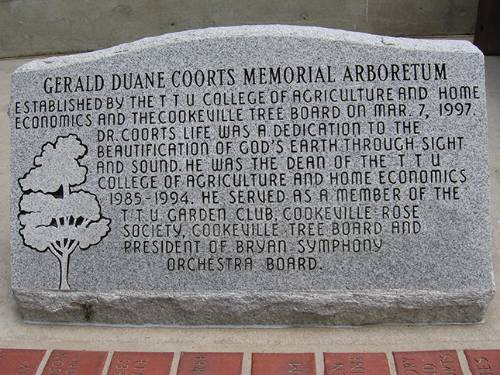 GERALD DUANE COORTS MEMORIAL ARBORETUM
ESTABLISHED BY THE T T U COLLEGE OF AGRICULTURE AND HOME
ECONOMICS AND THE COOKEVILLE TREE BOARD ON MAR. 7, 1997.
DR. COORTS LIFE WAS A DEDICATION TO THE
BEAUTIFICATION OF GOD'S EARTH THROUGH SIGHT
AND SOUND. HE WAS THE DEAN OF THE T T U
COLLEGE OF AGRICULTURE AND HOME ECONOMICS
1985-1994. HE SERVED AS A MEMBER OF THE
T T U GARDEN CLUB, COOKEVILLE ROSE
SOCIETY, COOKEVILLE TREE BOARD AND
PRESIDENT OF BRYAN SYMPHONY
ORCHESTRA BOARD.